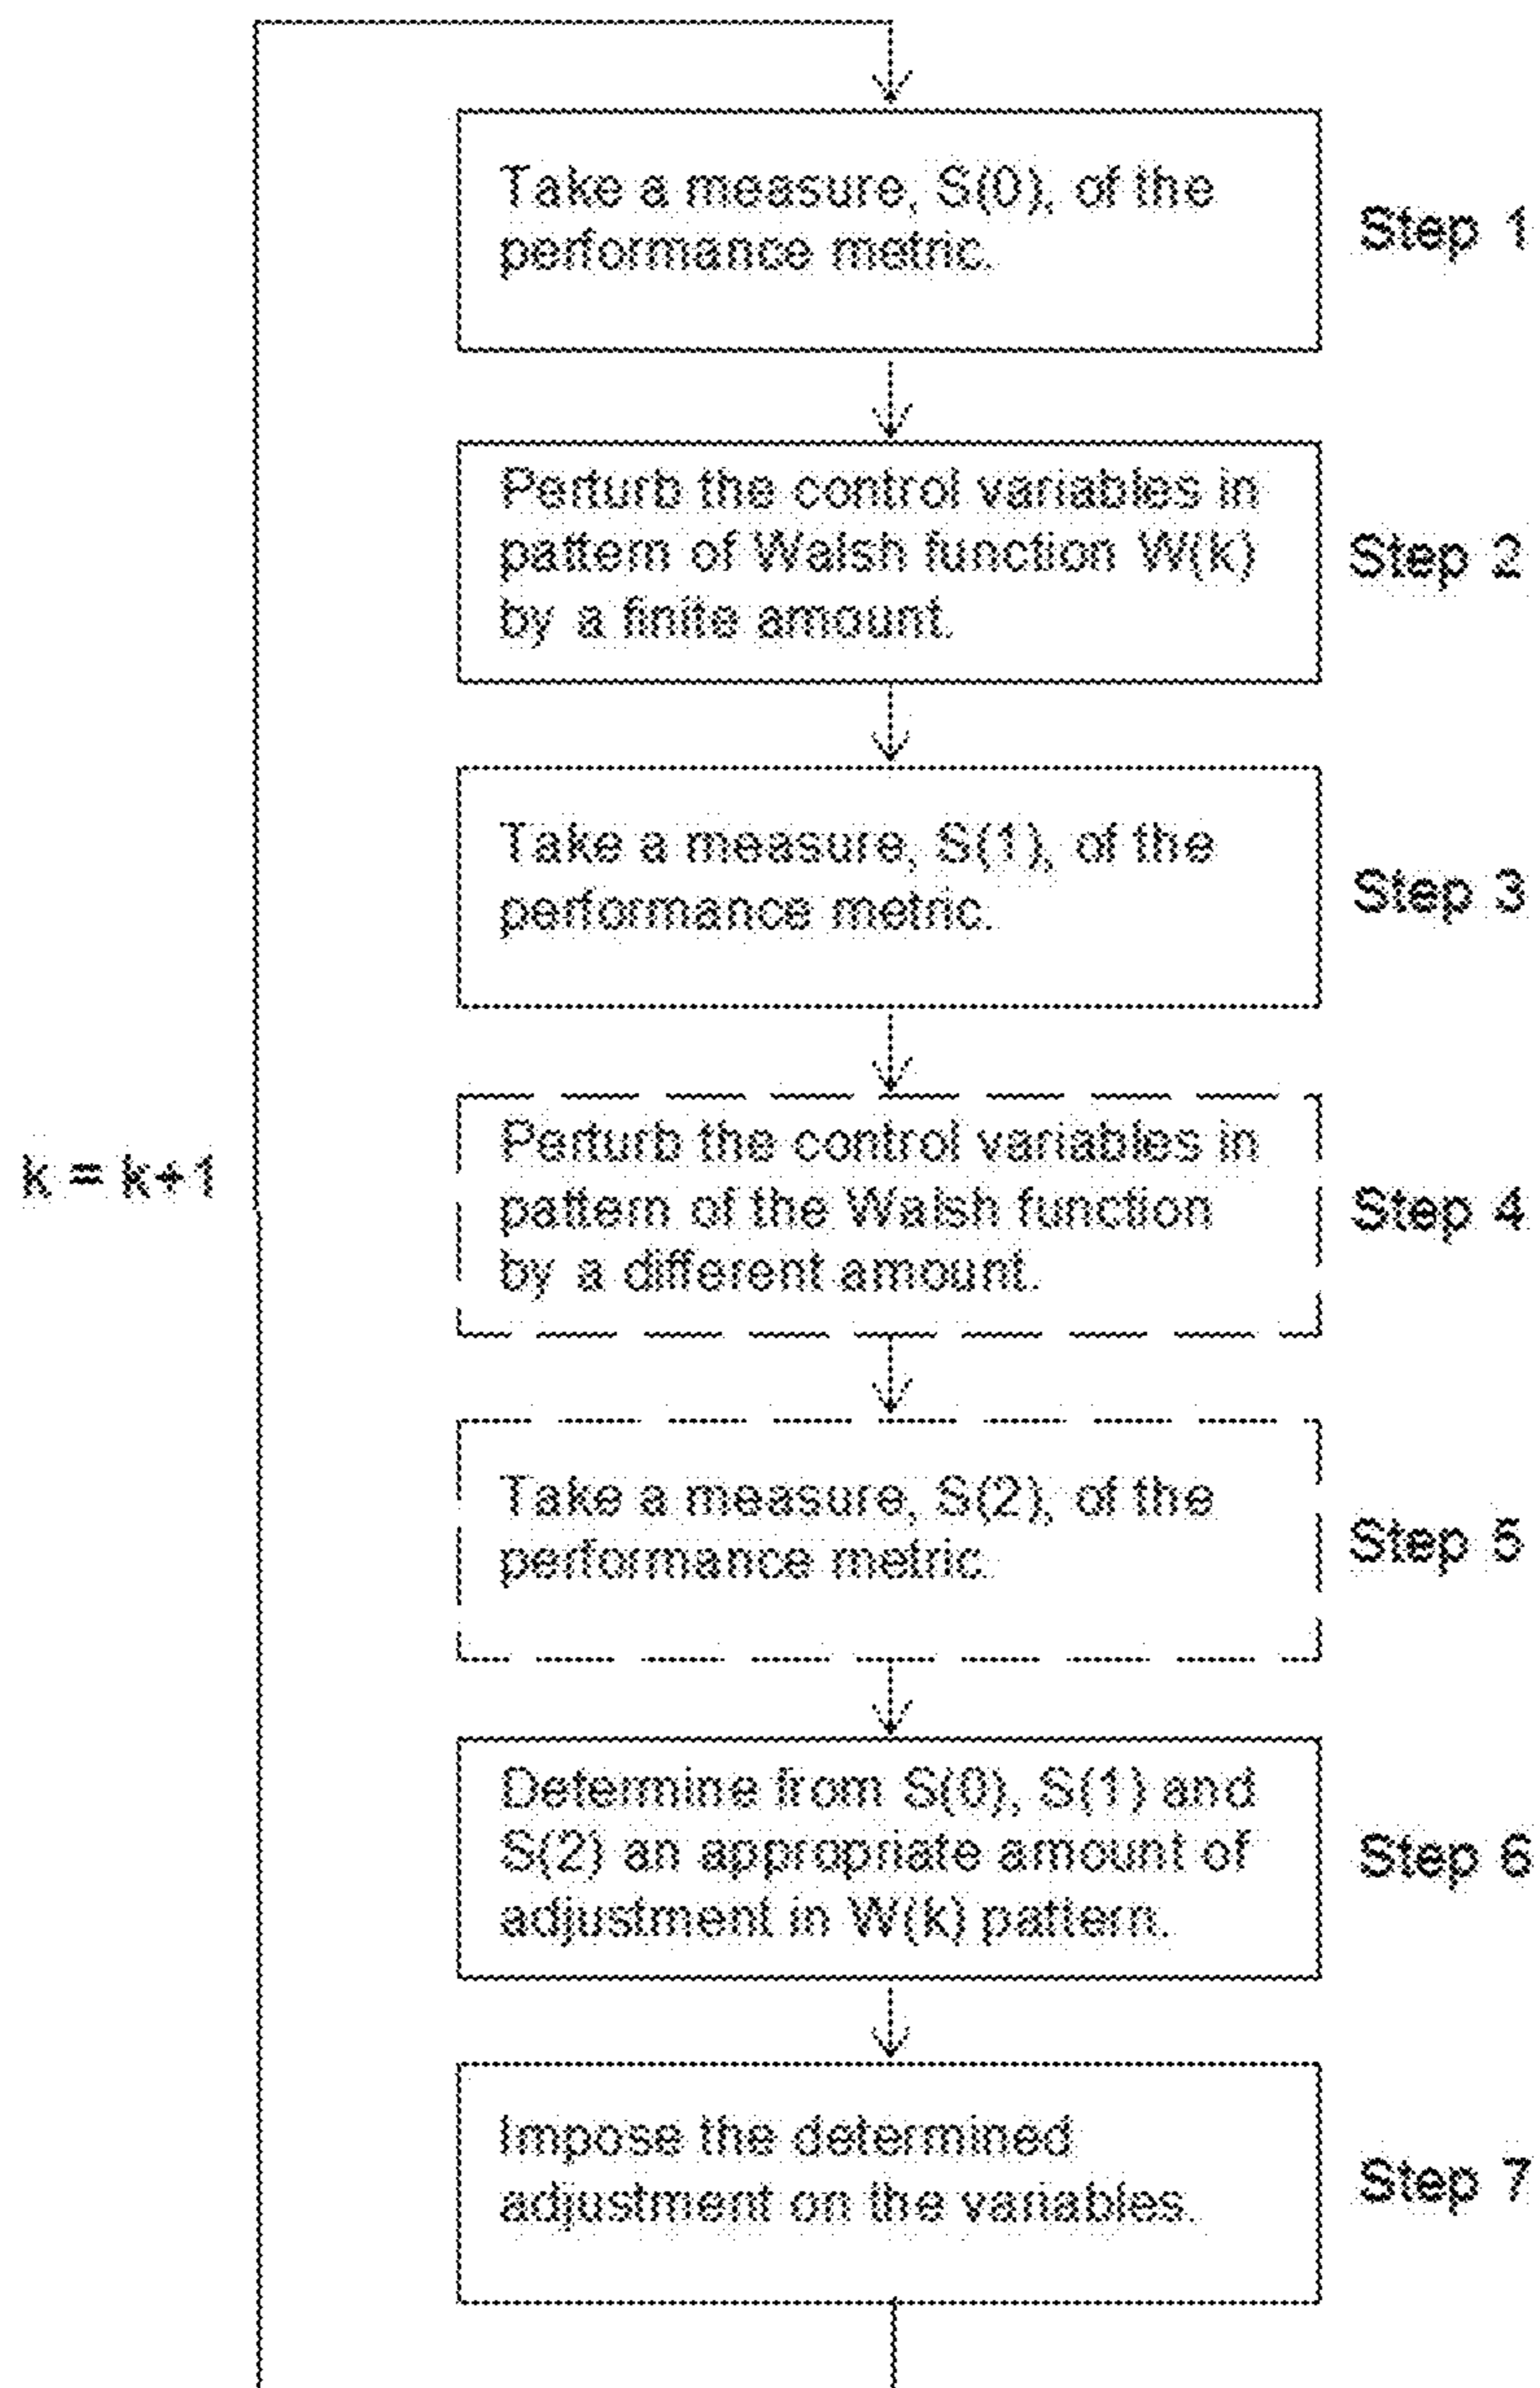 Take a measure, S(0), of the
performance metric.
Step 1
Perturb the control variables in
pattern of Walsh function W(k)
by a finite amount.
Step 2
Take a measure, S(1), of the
performance metric.
Step 3
k = k+1
Perturb the control variables in
pattern of the Walsh function
by a different amount.
Step 4
Take a measure, S(2), of the
performance metric.
Step 5
Determine from S(0), S(1) and
S(2) an appropriate amount of
adjustment in W(k) pattern.
Step 6
Impose the determined
adjustment on the variables.
Step 7